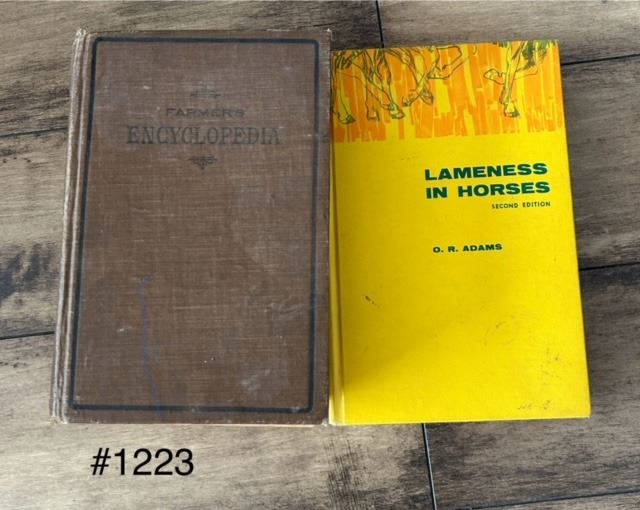 FARMER'S
ENCYCLOPEDIA
LAMENESS
IN HORSES
SECOND EDITION
O. R. ADAMS
#1223